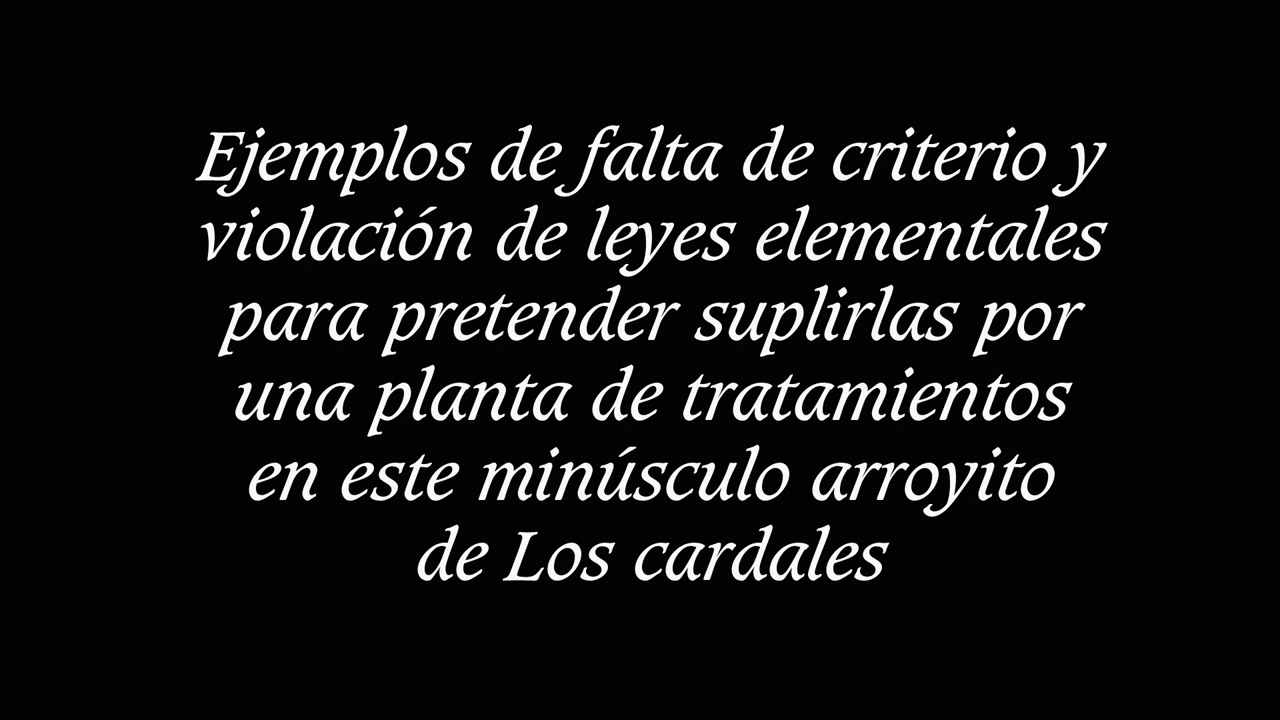 Ejemplos de falta de criterio y
violación de leyes elementales
para pretender suplirlas por
una planta de tratamientos
en este minúsculo arroyito
de Los cardales